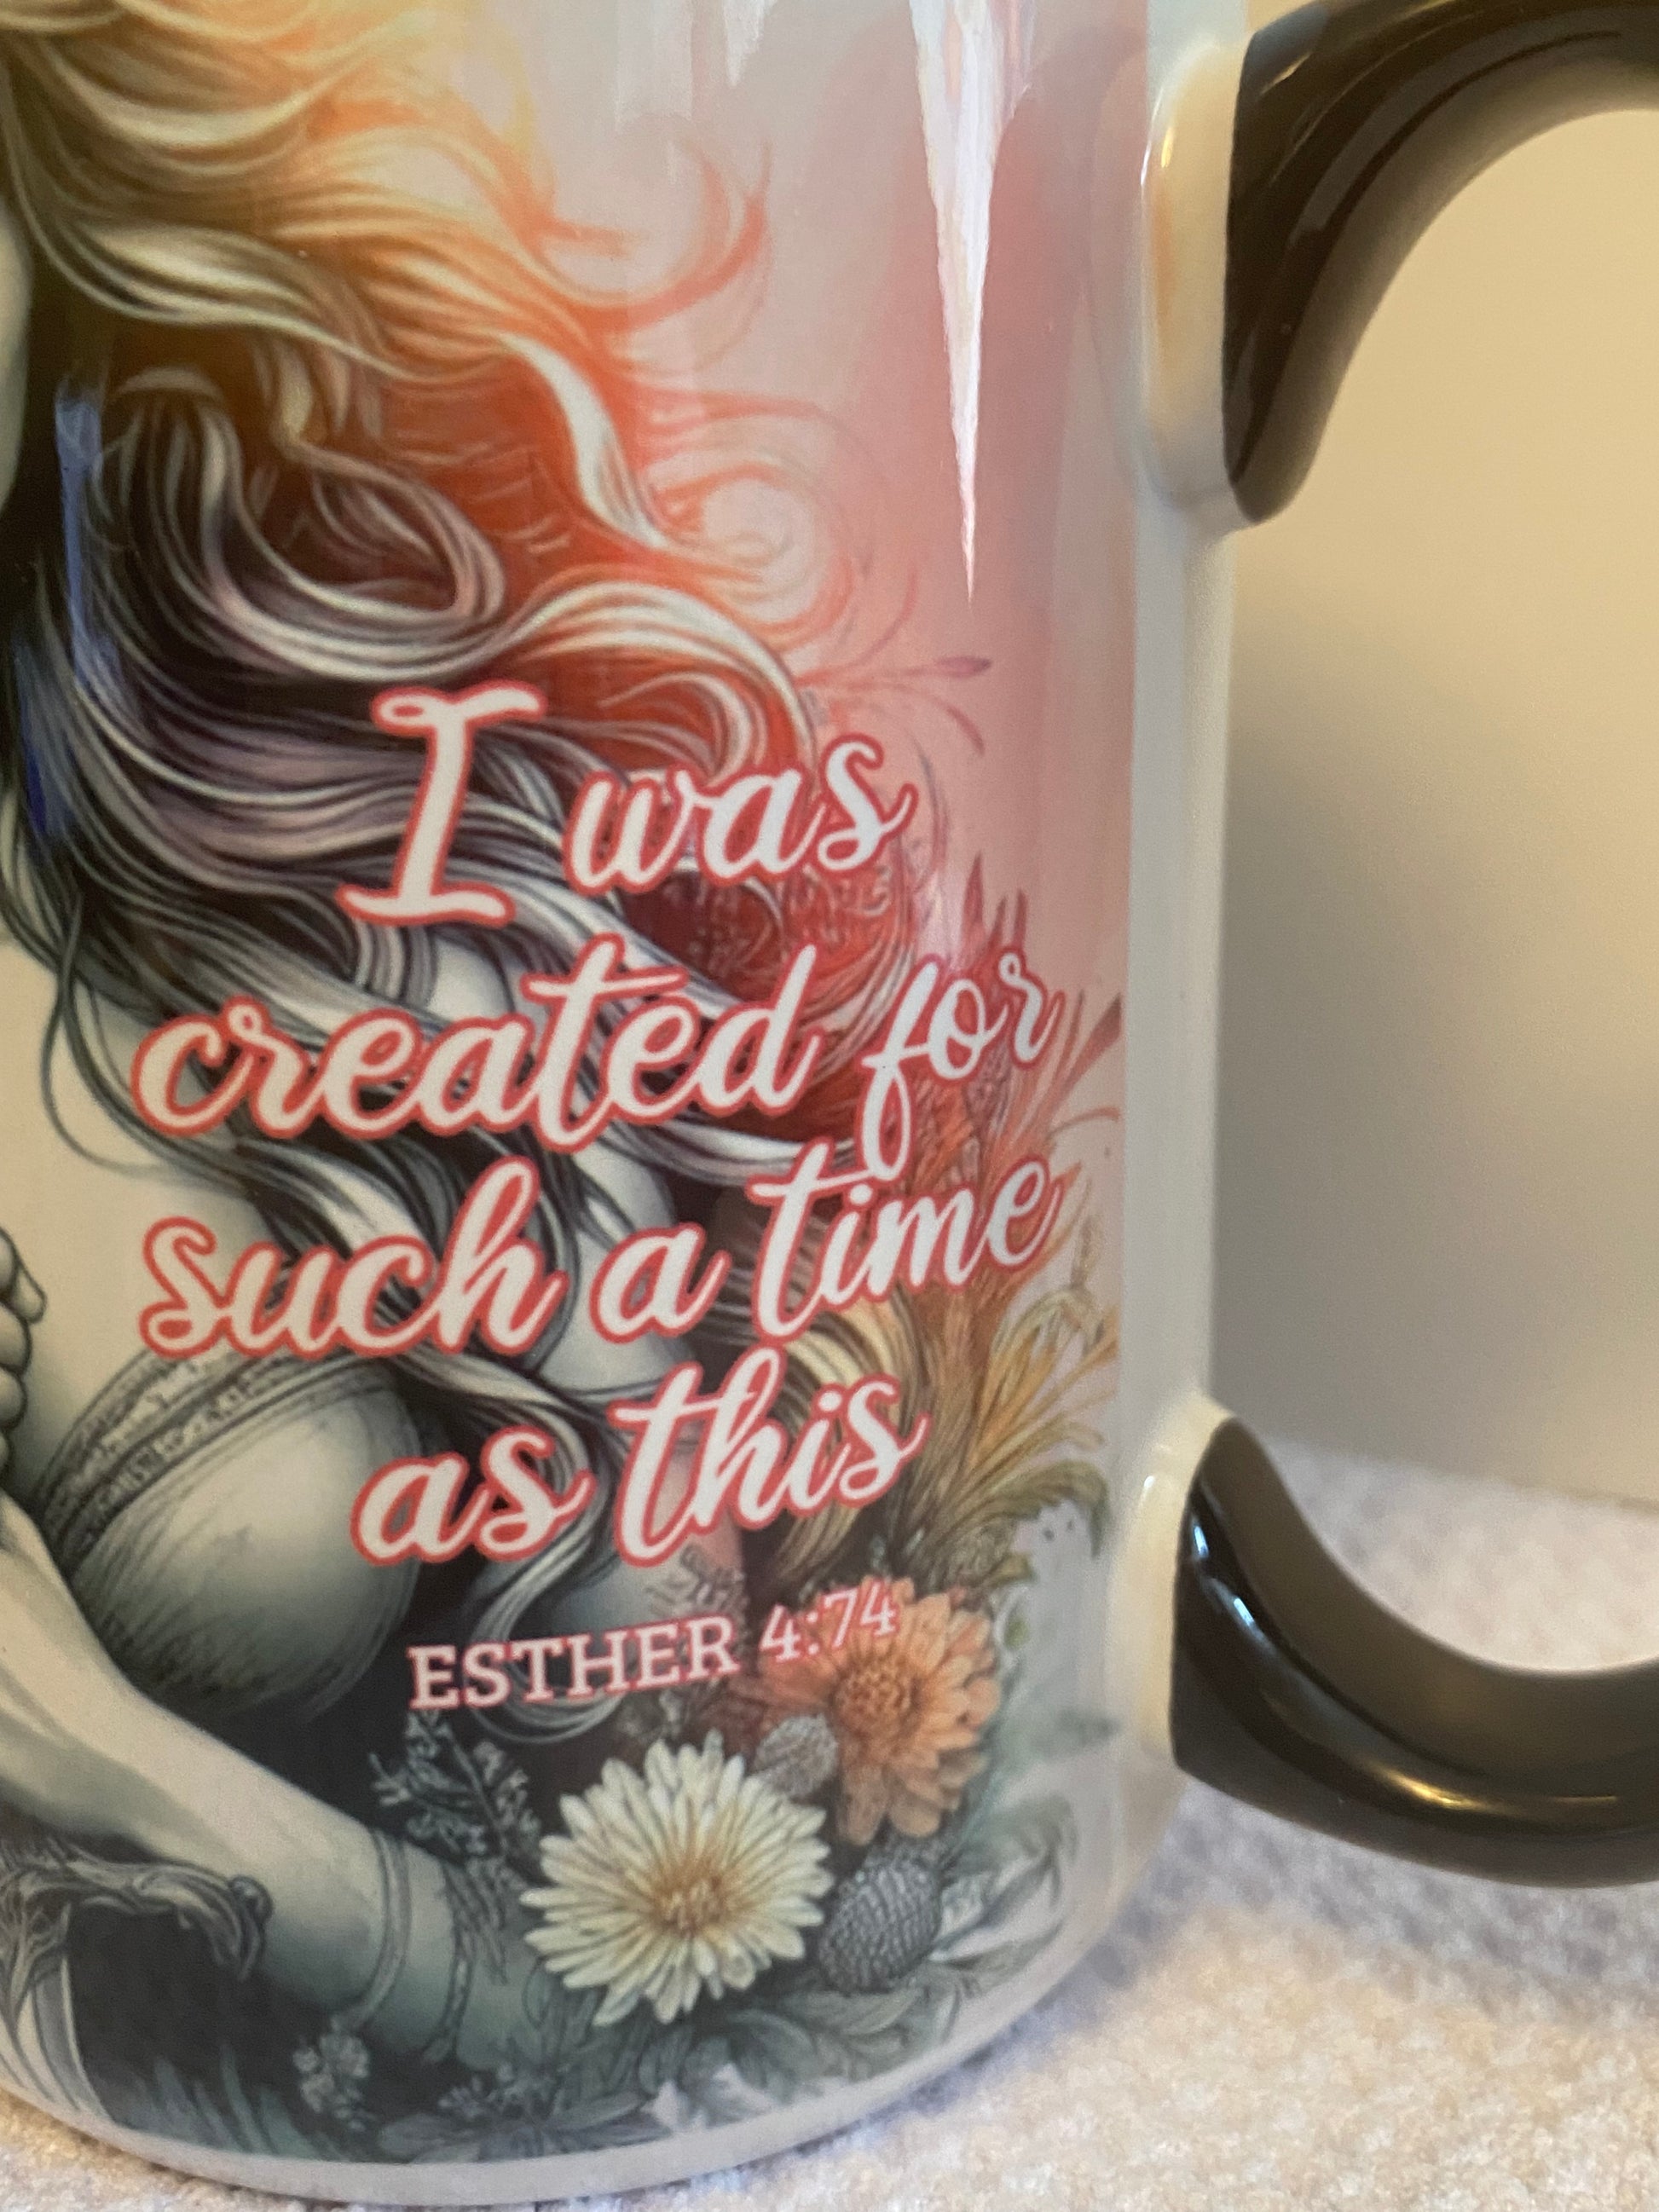 I was
created for
such a time
as this
ESTHER 4:74